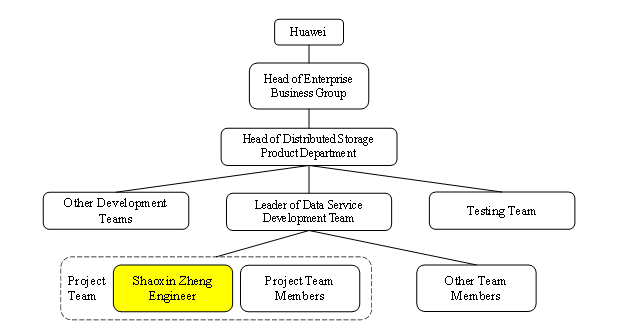 Huawei
Head of Enterprise
Business Group
Head of Distributed Storage
Product Department
Other Development
Teams
Leader of Data Service
Development Team
Testing Team
Project
Team
Shaoxin Zheng
Engineer
Project Team
Members
Other Team
Members